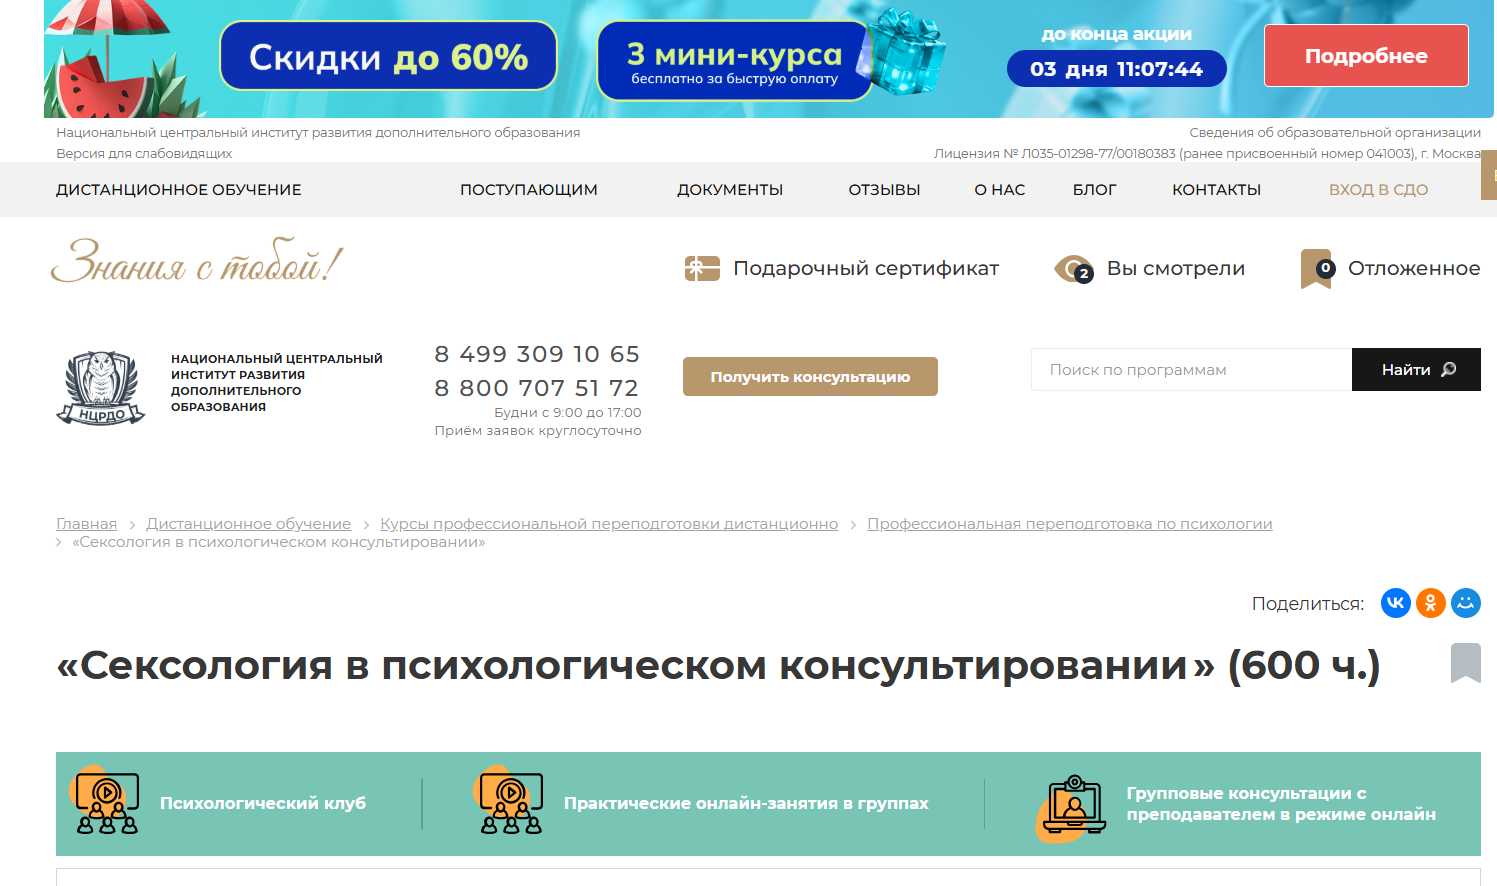 Скидки до 60%
3 мини-курса
бесплатно за быструю оплату
до конца акции
03 дня 11:07:44
Подробнее
Национальный центральный институт развития дополнительного образования
Сведения об образовательной организации
Версия для слабовидящих
Лицензия № Л035-01298-77/00180383 (ранее присвоенный номер 041003), г. Москва
ДИСТАНЦИОННОЕ ОБУЧЕНИЕ
ПОСТУПАЮЩИМ
ДОКУМЕНТЫ
ОТЗЫВЫ
О НАС
БЛОГ
КОНТАКТЫ
ВХОД В СДО
Знания с тобой!
Подарочный сертификат
2
Вы смотрели
0
Отложенное
НЦРДО
НАЦИОНАЛЬНЫЙ ЦЕНТРАЛЬНЫЙ
ИНСТИТУТ РАЗВИТИЯ
ДОПОЛНИТЕЛЬНОГО
ОБРАЗОВАНИЯ
8 499 309 10 65
8 800 707 51 72
Будни с 9:00 до 17:00
Приём заявок круглосуточно
Получить консультацию
Поиск по программам
Найти
Главная > Дистанционное обучение > Курсы профессиональной переподготовки дистанционно > Профессиональная переподготовка по психологии
> «Сексология в психологическом консультировании»
Поделиться:
«Сексология в психологическом консультировании» (600 ч.)
Психологический клуб
Практические онлайн-занятия в группах
Групповые консультации с
преподавателем в режиме онлайн